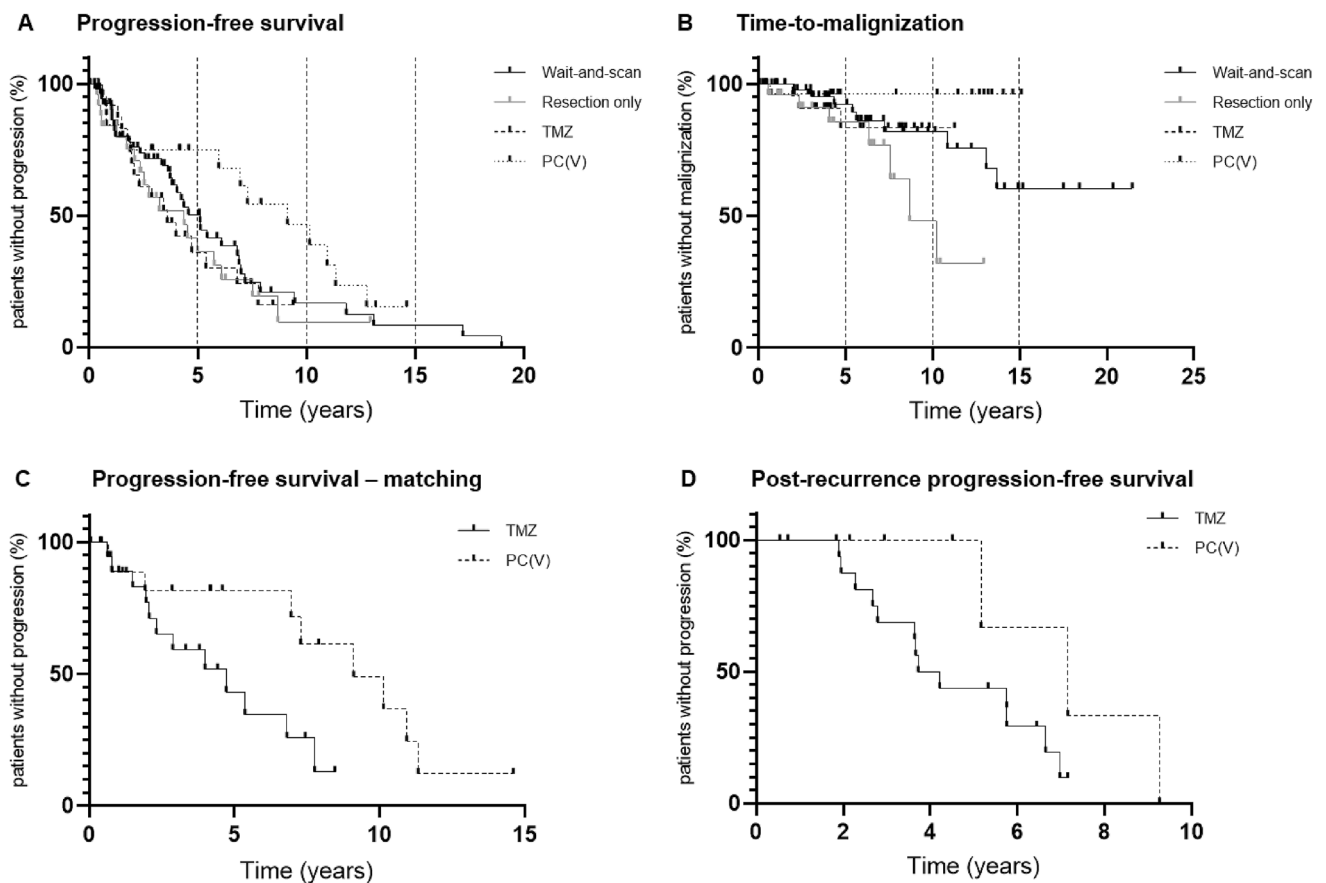 A Progression-free survival
patients without progression (%)
100
50
0
0 5 10 15 20
Time (years)
Wait-and-scan
Resection only
TMZ
PC(V)
B Time-to-malignization
patients without malignization (%)
100
50
0
0 5 10 15 20 25
Time (years)
Wait-and-scan
Resection only
TMZ
PC(V)
C Progression-free survival – matching
patients without progression (%)
100
50
0
0 5 10 15
Time (years)
TMZ
PC(V)
D Post-recurrence progression-free survival
patients without progression (%)
100
50
0
0 2 4 6 8 10
Time (years)
TMZ
PC(V)